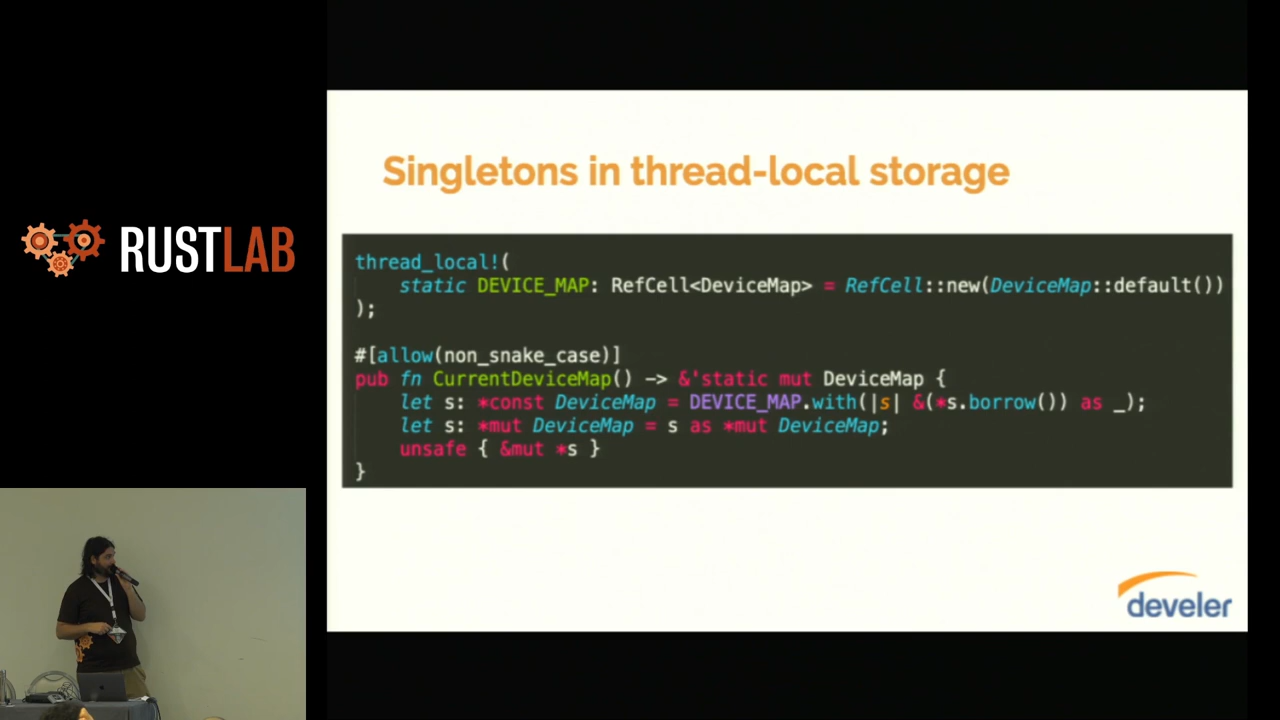 RUSTLAB
Singletons in thread-local storage
thread_local!(
    static DEVICE_MAP: RefCell<DeviceMap> = RefCell::new(DeviceMap::default())
);

#[allow(non_snake_case)]
pub fn CurrentDeviceMap() -> &'static mut DeviceMap {
    let s: *const DeviceMap = DEVICE_MAP.with(|s| &(*s.borrow()) as _);
    let s: *mut DeviceMap = s as *mut DeviceMap;
    unsafe { &mut *s }
}
develer